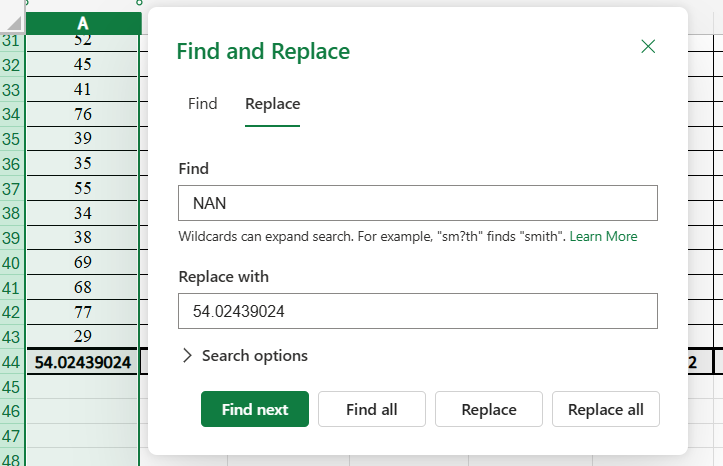 A
31 52
32 45
33 41
34 76
35 39
36 35
37 55
38 34
39 38
40 69
41 68
42 77
43 29
44 54.02439024
45
46
47
48
Find and Replace
Find Replace
Find
NAN
Wildcards can expand search. For example, "sm?th" finds "smith". Learn More
Replace with
54.02439024
Search options
Find next Find all Replace Replace all
2